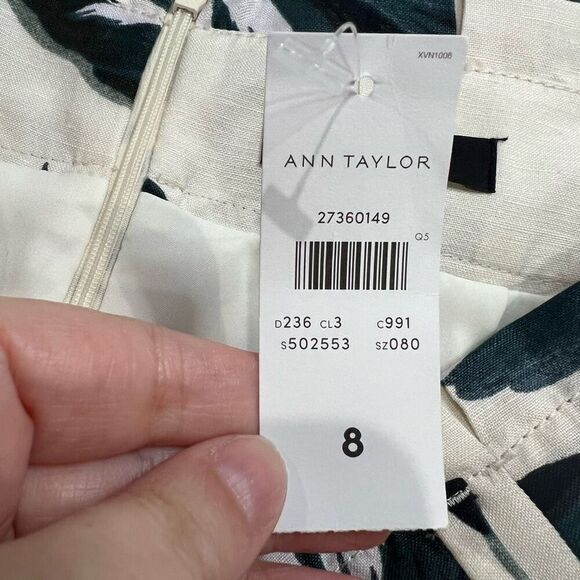 XVN1006
ANN TAYLOR
27360149
Q5
D236 CL3 C991
S502553 SZ080
8